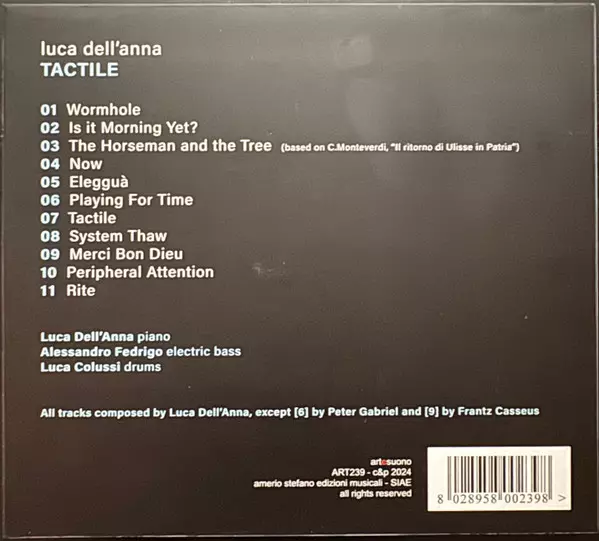 luca dell'anna
TACTILE
01 Wormhole
02 Is it Morning Yet?
03 The Horseman and the Tree (based on C.Monteverdi, "Il ritorno di Ulisse in Patria")
04 Now
05 Elegguà
06 Playing For Time
07 Tactile
08 System Thaw
09 Merci Bon Dieu
10 Peripheral Attention
11 Rite
Luca Dell'Anna piano
Alessandro Fedrigo electric bass
Luca Colussi drums
All tracks composed by Luca Dell'Anna, except [6] by Peter Gabriel and [9] by Frantz Casseus
artesuono
ART239 - c&p 2024
amerio stefano edizioni musicali - SIAE
all rights reserved
8 028958 002398 >